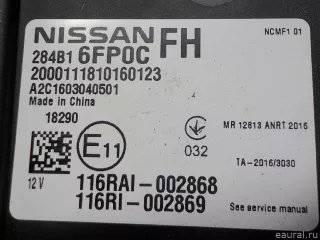 NISSAN FH
NCMF1 01
284B1 6FP0C
2000111810160123
A2C1603040501
Made in China
18290
E11
032
MR 12813 ANRT 2016
TA-2016/3030
12 V
116RAI-002868
116RI-002869
See service manual
eaural.ru